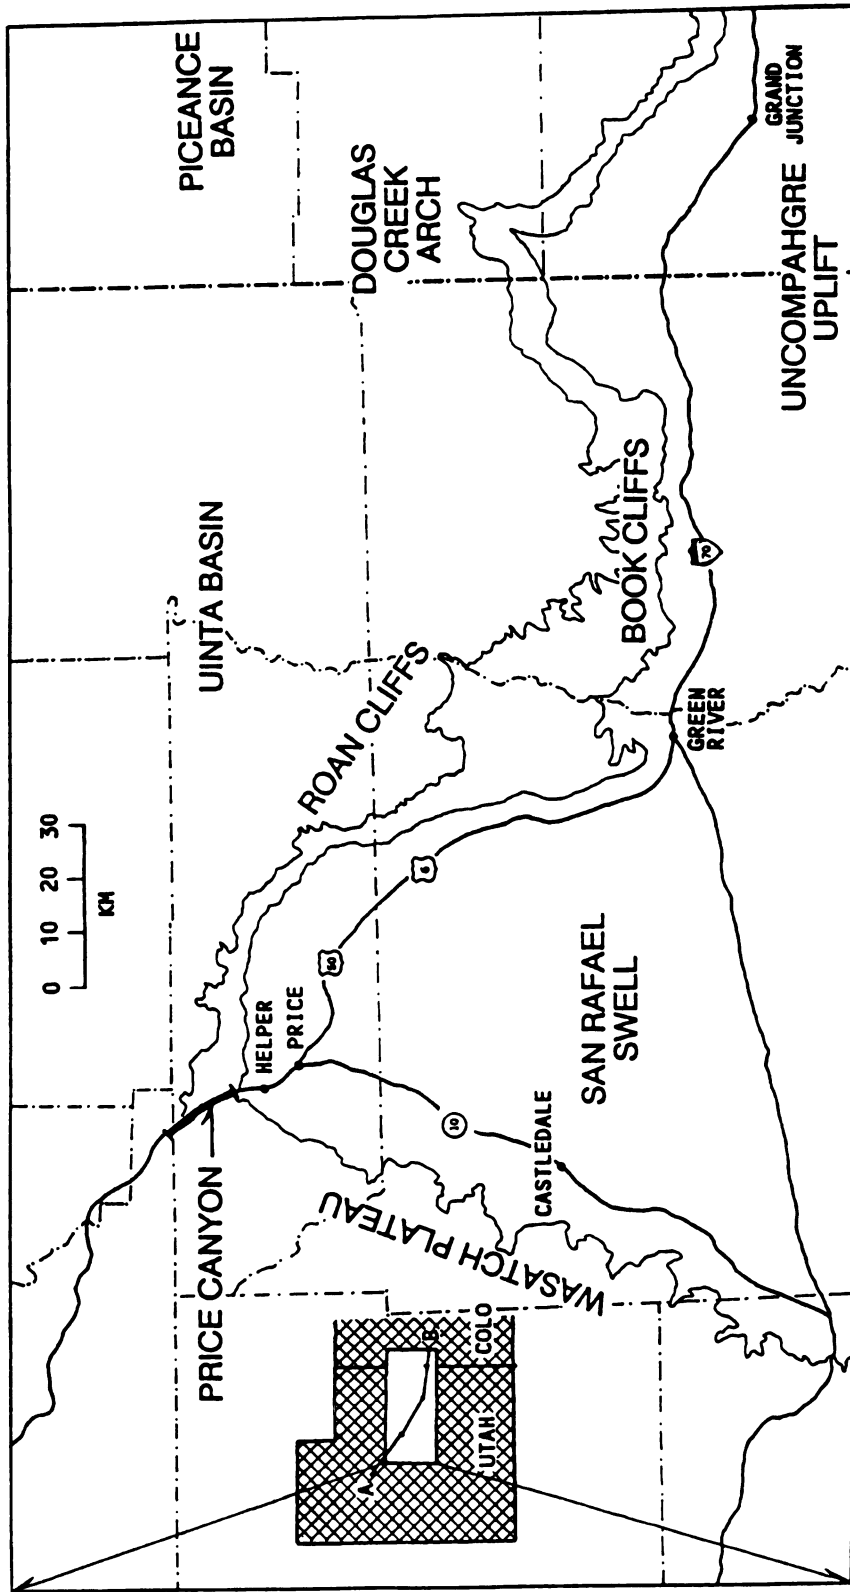 PICEANCE
BASIN
DOUGLAS
CREEK
ARCH
GRAND
JUNCTION
UNCOMPAHGRE
UPLIFT
UINTA BASIN
ROAN CLIFFS
BOOK CLIFFS
70
GREEN
RIVER
0 10 20 30
KM
6
50
HELPER
PRICE
SAN RAFAEL
SWELL
10
CASTLEDALE
PRICE CANYON
WASATCH PLATEAU
A
B
UTAH
COLO